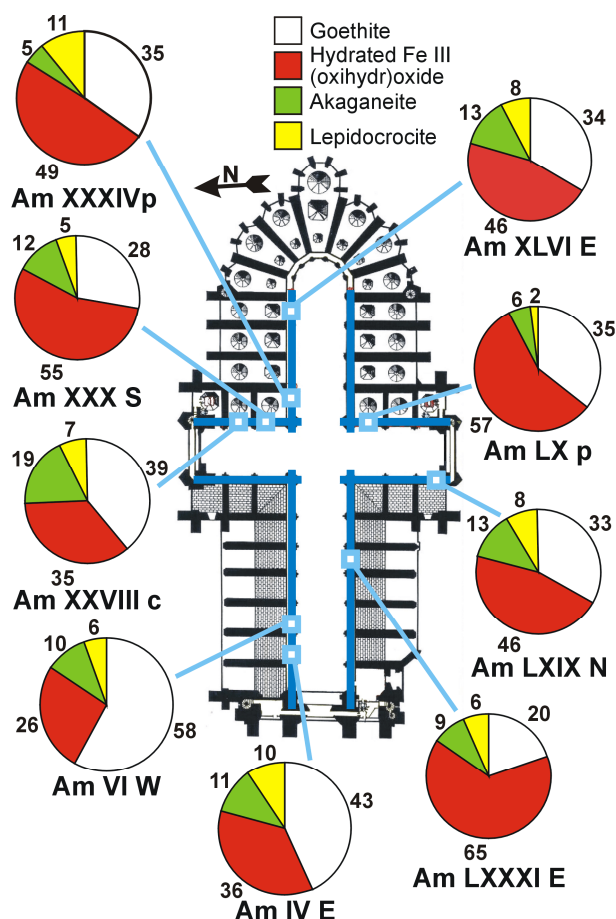 Goethite
Hydrated Fe III
(oxihydr)oxide
Akaganeite
Lepidocrocite
N
11
5
35
49
Am XXXIVp
5
12
28
55
Am XXX S
7
19
39
35
Am XXVIII c
6
10
26
58
Am VI W
10
11
43
36
Am IV E
8
13
34
46
Am XLVI E
6 2
35
57
Am LX p
8
13
33
46
Am LXIX N
6
9
20
65
Am LXXXI E